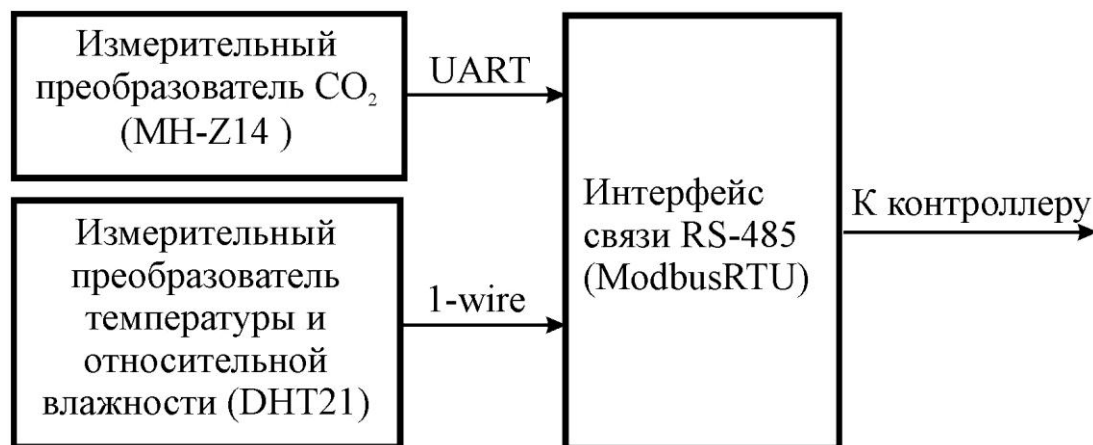 Измерительный
преобразователь CO₂
(MH-Z14 )
UART
Измерительный
преобразователь
температуры и
относительной
влажности (DHT21)
1-wire
Интерфейс
связи RS-485
(ModbusRTU)
К контроллеру